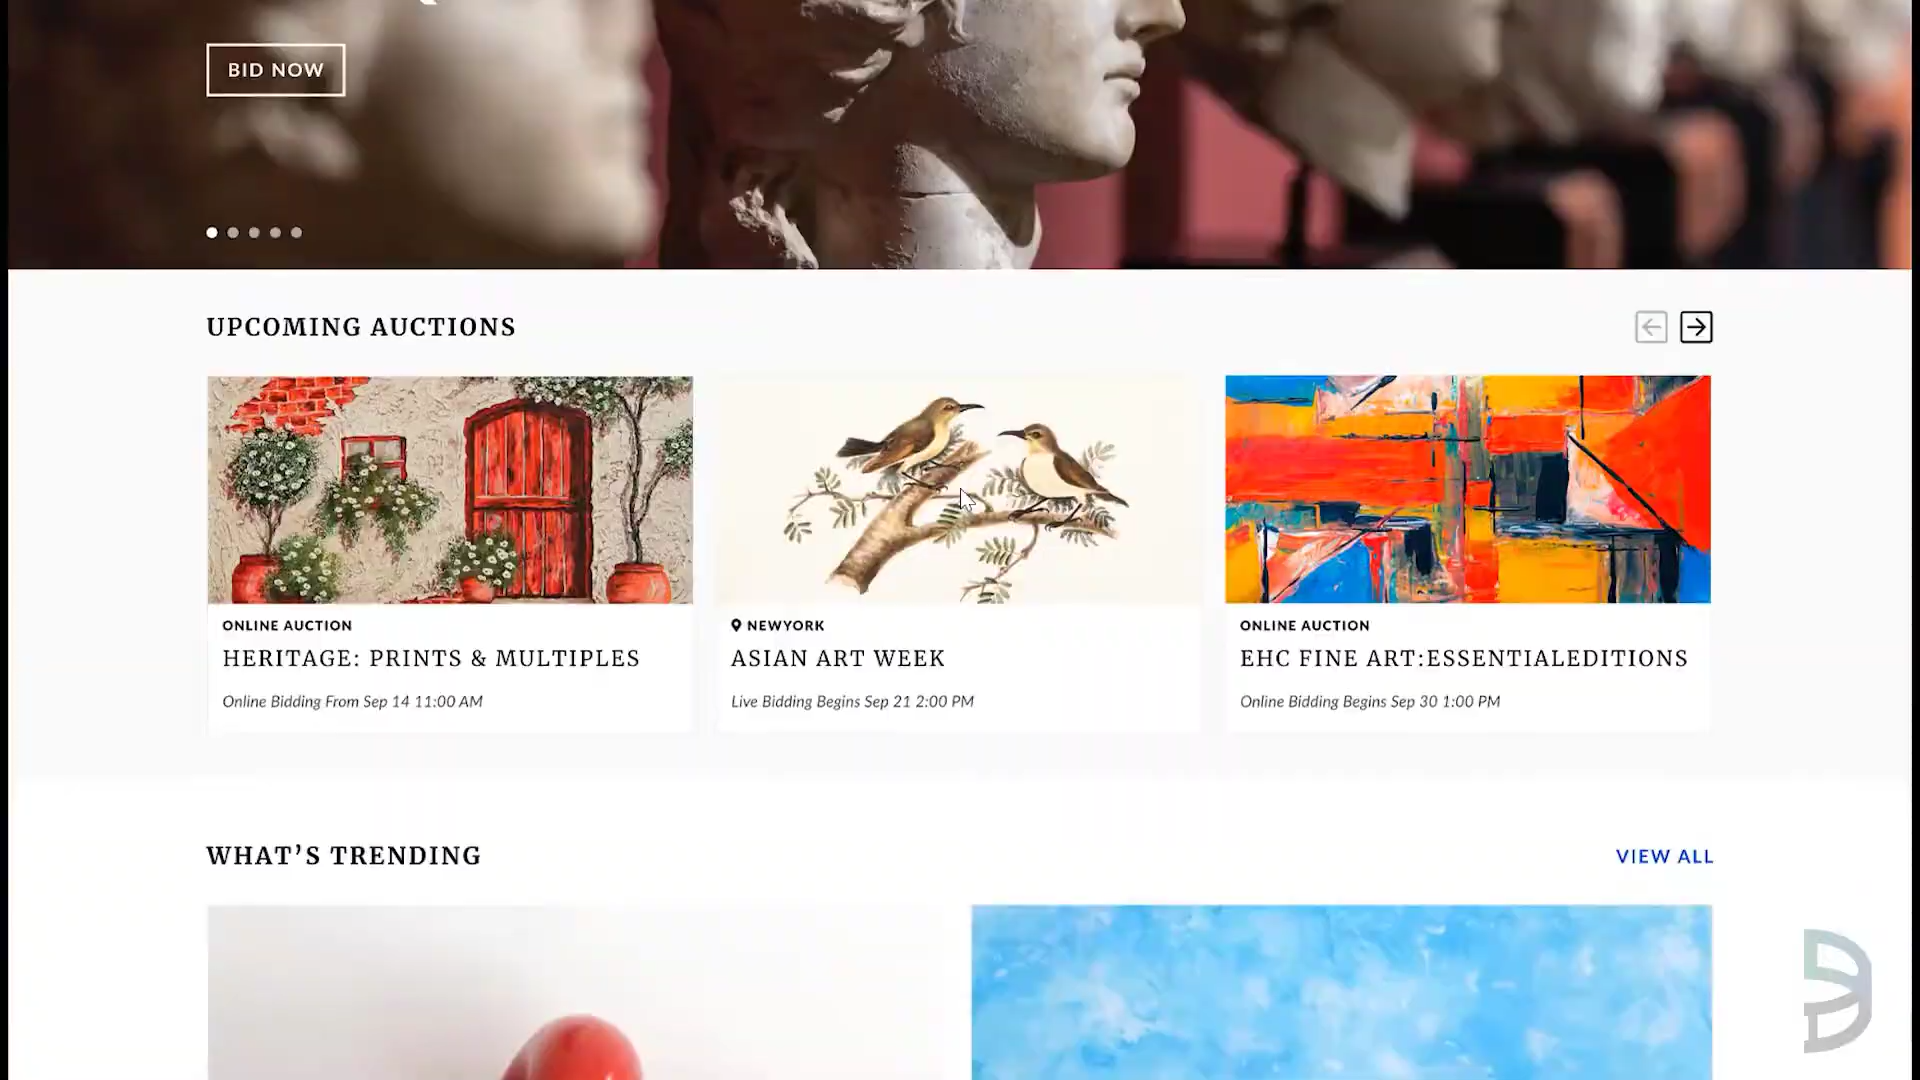 BID NOW
UPCOMING AUCTIONS
ONLINE AUCTION
HERITAGE: PRINTS & MULTIPLES
Online Bidding From Sep 14 11:00 AM
NEWYORK
ASIAN ART WEEK
Live Bidding Begins Sep 21 2:00 PM
ONLINE AUCTION
EHC FINE ART:ESSENTIALEDITIONS
Online Bidding Begins Sep 30 1:00 PM
WHAT’S TRENDING
VIEW ALL